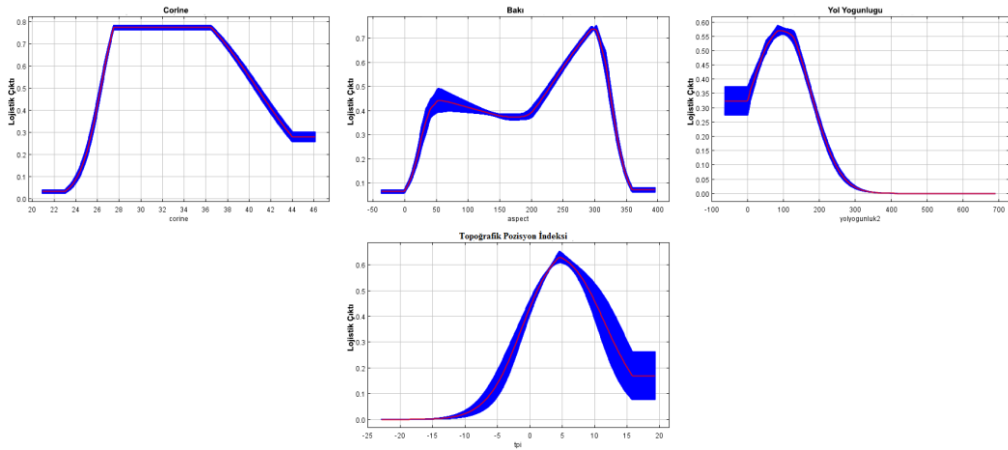 Corine
Lojistik Çıktı
0.8
0.7
0.6
0.5
0.4
0.3
0.2
0.1
0.0
20 22 24 26 28 30 32 34 36 38 40 42 44 46
corine
Bakı
Lojistik Çıktı
0.7
0.6
0.5
0.4
0.3
0.2
0.1
-50 0 50 100 150 200 250 300 350 400
aspect
Yol Yogunlugu
Lojistik Çıktı
0.60
0.55
0.50
0.45
0.40
0.35
0.30
0.25
0.20
0.15
0.10
0.05
0.00
-100 0 100 200 300 400 500 600 700
yolyogunluk2
Topoğrafik Pozisyon İndeksi
Lojistik Çıktı
0.6
0.5
0.4
0.3
0.2
0.1
0.0
-25 -20 -15 -10 -5 0 5 10 15 20
tpi